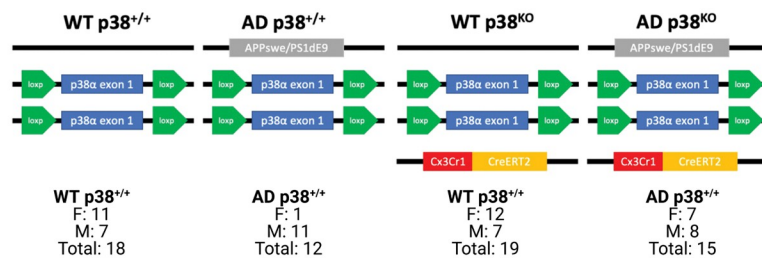 WT p38+/+
AD p38+/+
WT p38KO
AD p38KO
APPswe/PS1dE9
APPswe/PS1dE9
loxp p38α exon 1 loxp
loxp p38α exon 1 loxp
loxp p38α exon 1 loxp
loxp p38α exon 1 loxp
loxp p38α exon 1 loxp
loxp p38α exon 1 loxp
loxp p38α exon 1 loxp
loxp p38α exon 1 loxp
Cx3Cr1 CreERT2
Cx3Cr1 CreERT2
WT p38+/+
F: 11
M: 7
Total: 18
AD p38+/+
F: 1
M: 11
Total: 12
WT p38+/+
F: 12
M: 7
Total: 19
AD p38+/+
F: 7
M: 8
Total: 15